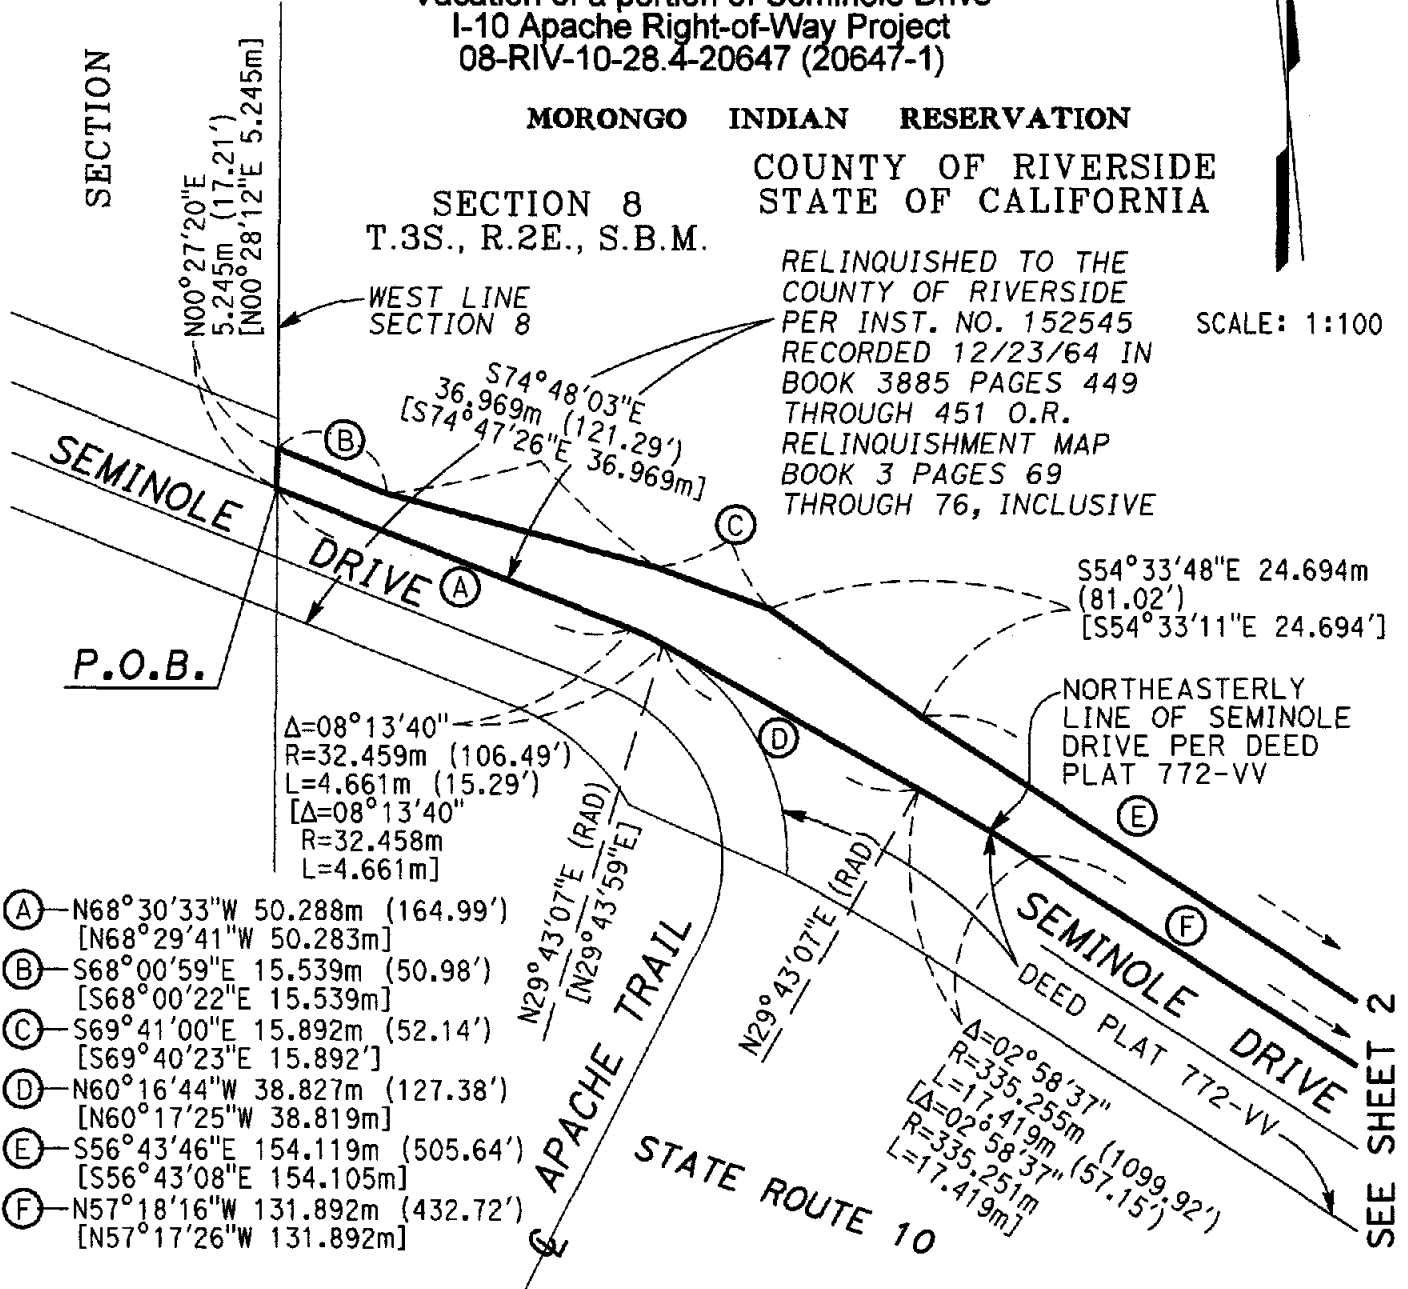 Vacation of a portion of Seminole Drive
I-10 Apache Right-of-Way Project
08-RIV-10-28.4-20647 (20647-1)
MORONGO INDIAN RESERVATION
COUNTY OF RIVERSIDE
STATE OF CALIFORNIA
SECTION
SECTION 8
T.3S., R.2E., S.B.M.
N00°27'20"E
5.245m (17.21')
[N00°28'12"E 5.245m]
WEST LINE
SECTION 8
RELINQUISHED TO THE
COUNTY OF RIVERSIDE
PER INST. NO. 152545
RECORDED 12/23/64 IN
BOOK 3885 PAGES 449
THROUGH 451 O.R.
RELINQUISHMENT MAP
BOOK 3 PAGES 69
THROUGH 76, INCLUSIVE
SCALE: 1:100
S74°48'03"E
36.969m (121.29')
[S74°47'26"E 36.969m]
B
C
SEMINOLE DRIVE
A
P.O.B.
S54°33'48"E 24.694m
(81.02')
[S54°33'11"E 24.694']
NORTHEASTERLY
LINE OF SEMINOLE
DRIVE PER DEED
PLAT 772-VV
D
E
F
Δ=08°13'40"
R=32.459m (106.49')
L=4.661m (15.29')
[Δ=08°13'40"
R=32.458m
L=4.661m]
N29°43'07"E (RAD)
[N29°43'59"E]
N29°43'07"E (RAD)
A N68°30'33"W 50.288m (164.99')
[N68°29'41"W 50.283m]
B S68°00'59"E 15.539m (50.98')
[S68°00'22"E 15.539m]
C S69°41'00"E 15.892m (52.14')
[S69°40'23"E 15.892']
D N60°16'44"W 38.827m (127.38')
[N60°17'25"W 38.819m]
E S56°43'46"E 154.119m (505.64')
[S56°43'08"E 154.105m]
F N57°18'16"W 131.892m (432.72')
[N57°17'26"W 131.892m]
℄ APACHE TRAIL
STATE ROUTE 10
SEMINOLE DRIVE
DEED PLAT 772-VV
Δ=02°58'37"
R=335.255m (1099.92')
L=17.419m (57.15')
[Δ=02°58'37"
R=335.251m
L=17.419m]
SEE SHEET 2